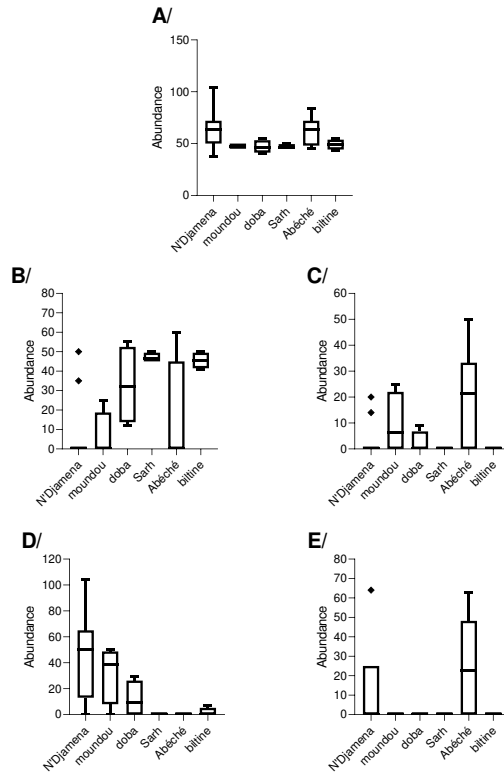 A/
150
100
50
0
Abundance
N'Djamena
moundou
doba
Sarh
Abéché
biltine
B/
80
70
60
50
40
30
20
10
0
Abundance
N'Djamena
moundou
doba
Sarh
Abéché
biltine
C/
60
50
40
30
20
10
0
Abundance
N'Djamena
moundou
doba
Sarh
Abéché
biltine
D/
120
100
80
60
40
20
0
Abundance
N'Djamena
moundou
doba
Sarh
Abéché
biltine
E/
80
70
60
50
40
30
20
10
0
Abundance
N'Djamena
moundou
doba
Sarh
Abéché
biltine